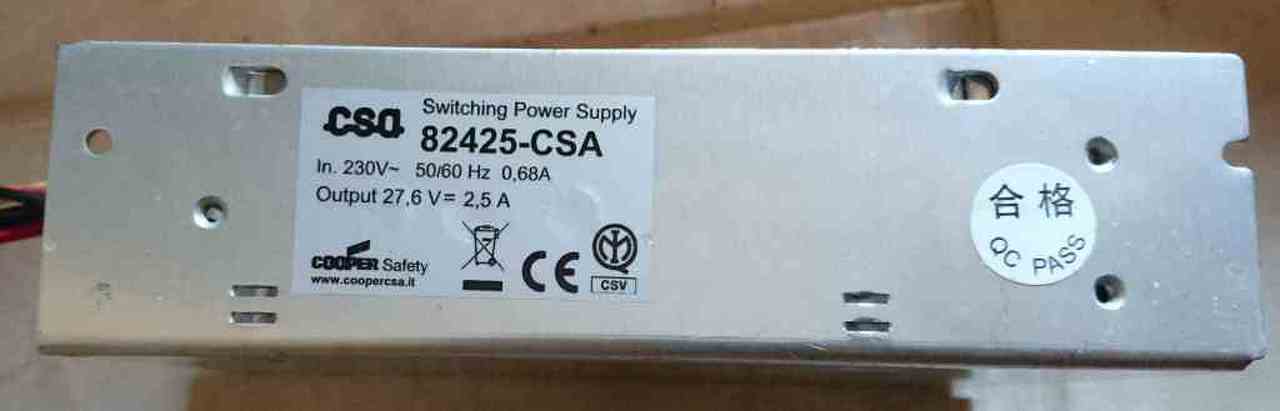 CSA
Switching Power Supply
82425-CSA
In. 230V~ 50/60 Hz 0,68A
Output 27,6 V= 2,5 A
COOPER Safety
www.coopercsa.it
CE
IMQ
CSV
合格
QC PASS